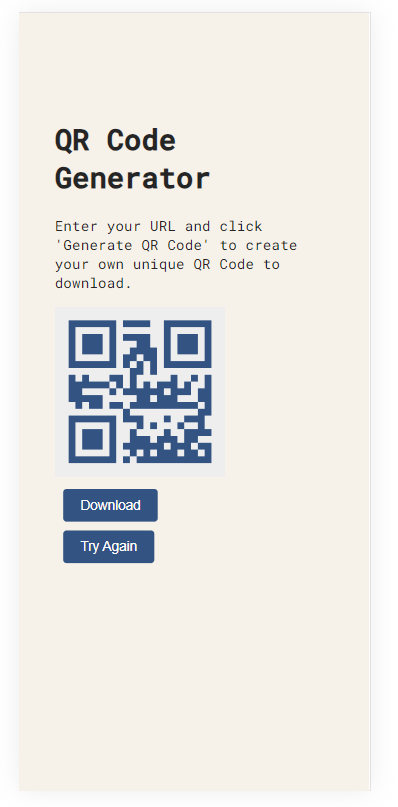 QR Code
Generator
Enter your URL and click
'Generate QR Code' to create
your own unique QR Code to
download.
Download
Try Again